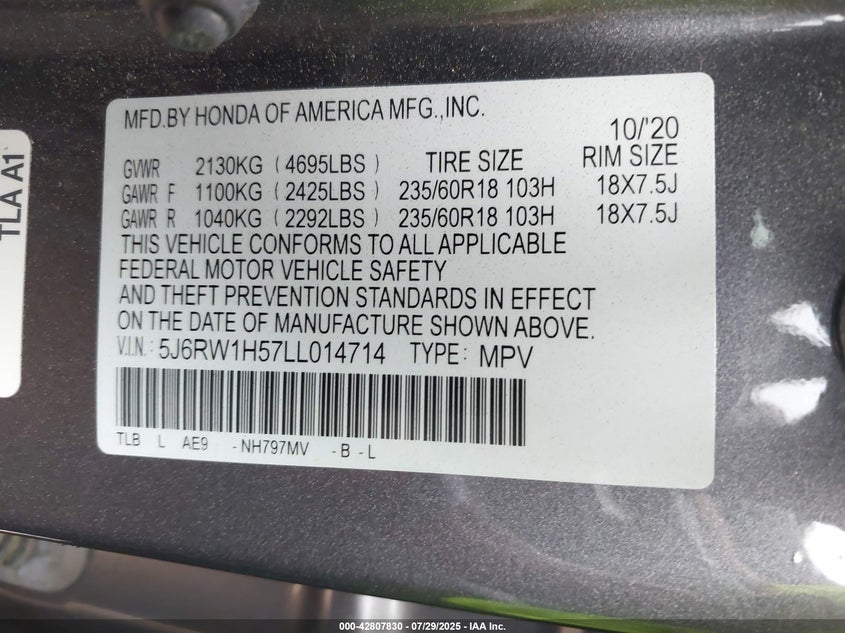 MFD.BY HONDA OF AMERICA MFG.,INC.
10/'20
GVWR 2130KG (4695LBS) TIRE SIZE RIM SIZE
GAWR F 1100KG (2425LBS) 235/60R18 103H 18X7.5J
GAWR R 1040KG (2292LBS) 235/60R18 103H 18X7.5J
THIS VEHICLE CONFORMS TO ALL APPLICABLE
FEDERAL MOTOR VEHICLE SAFETY
AND THEFT PREVENTION STANDARDS IN EFFECT
ON THE DATE OF MANUFACTURE SHOWN ABOVE.
V.I.N.: 5J6RW1H57LL014714 TYPE: MPV
TLB L AE9 -NH797MV -B-L
TLA A1
000-42807830 - 07/29/2025 - IAA Inc.